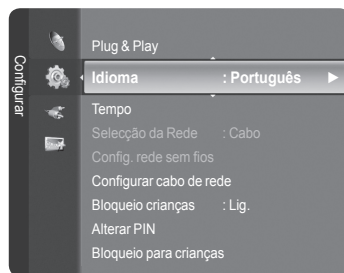 Configurar
Plug & Play
Idioma : Português ►
Tempo
Selecção da Rede : Cabo
Config. rede sem fios
Configurar cabo de rede
Bloqueio crianças : Lig.
Alterar PIN
Bloqueio para crianças